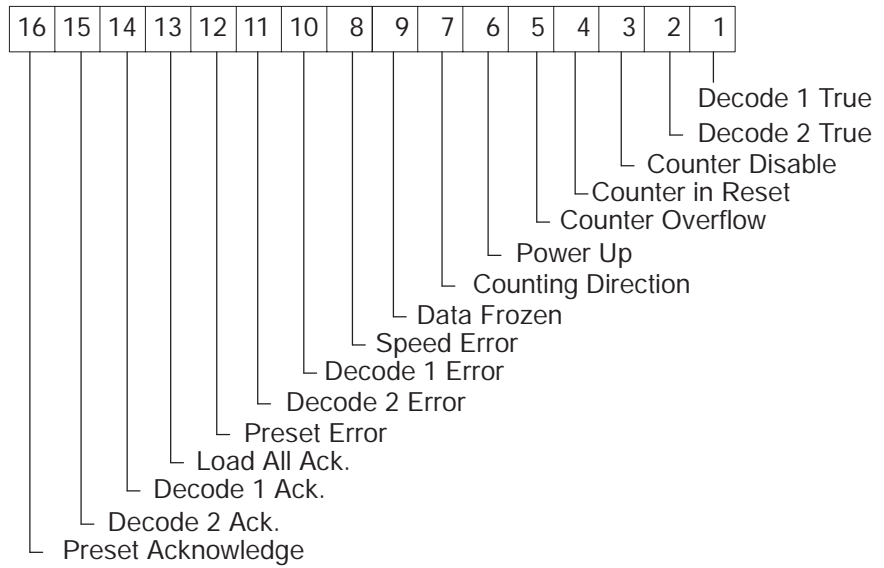 16 15 14 13 12 11 10 8 9 7 6 5 4 3 2 1
Decode 1 True
Decode 2 True
Counter Disable
Counter in Reset
Counter Overflow
Power Up
Counting Direction
Data Frozen
Speed Error
Decode 1 Error
Decode 2 Error
Preset Error
Load All Ack.
Decode 1 Ack.
Decode 2 Ack.
Preset Acknowledge